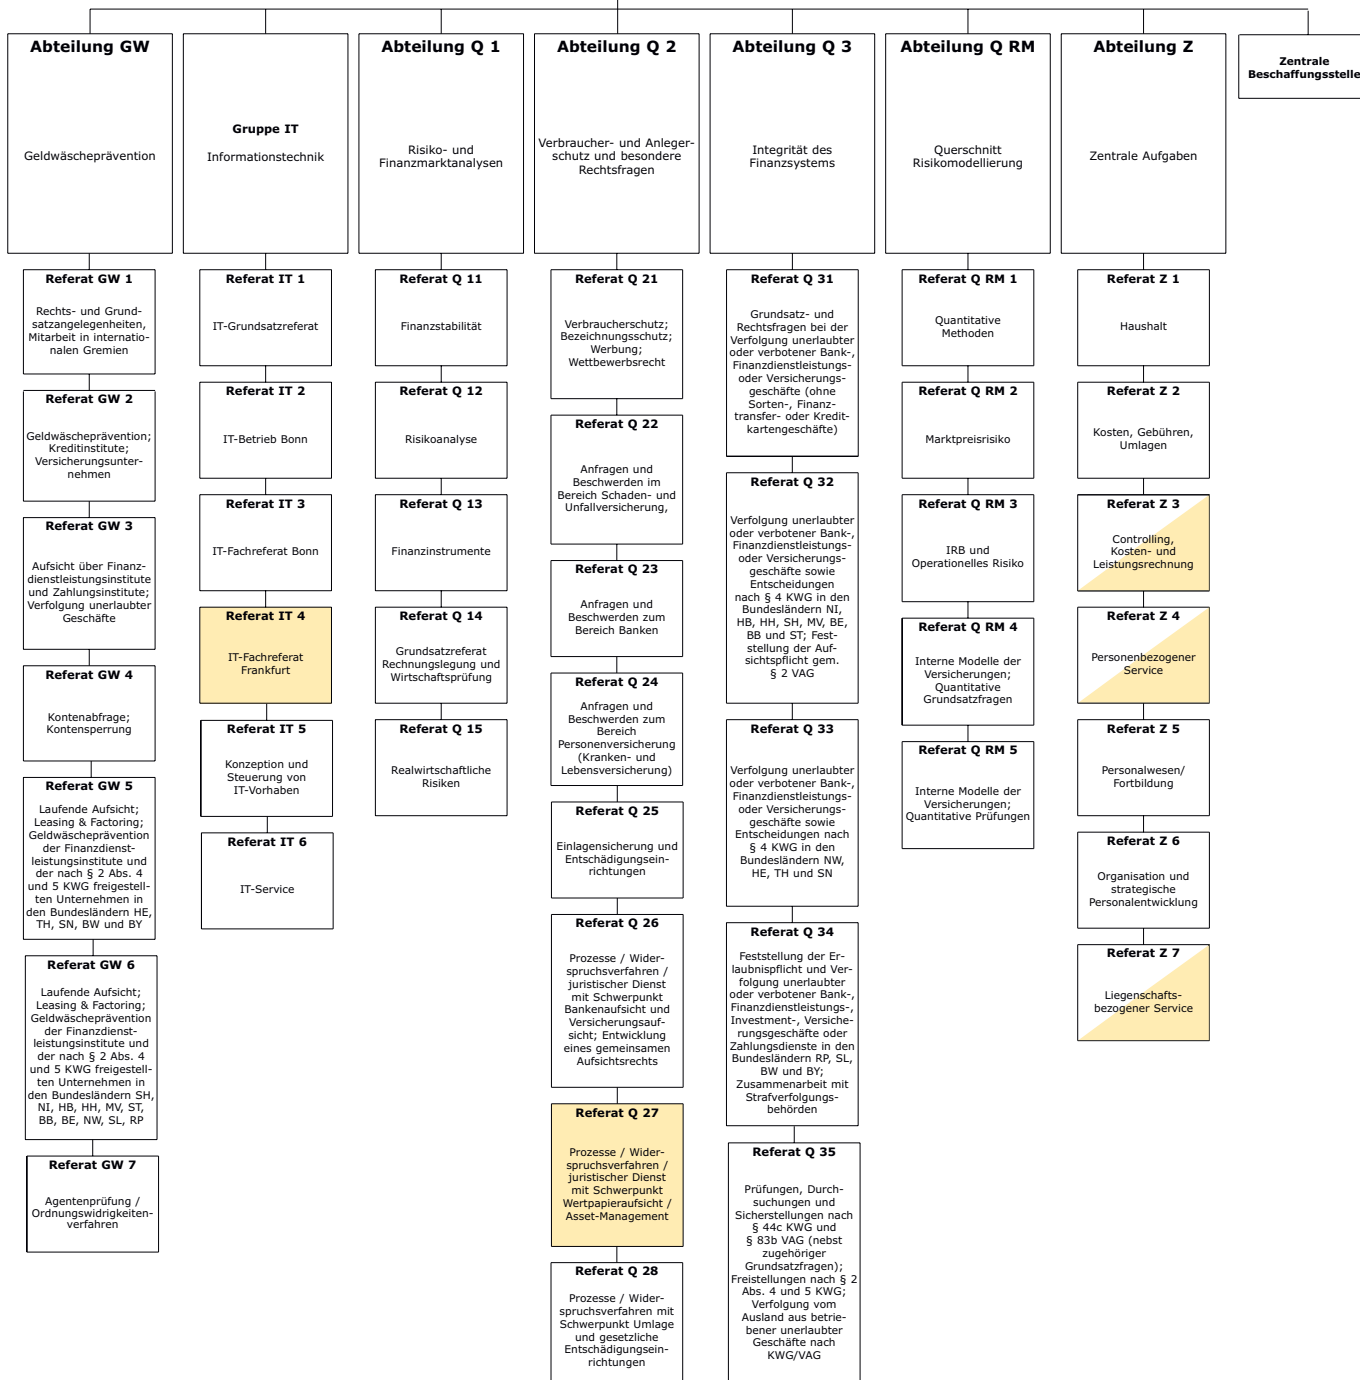 Abteilung GW
Geldwäscheprävention
Referat GW 1
Rechts- und Grund-
satzangelegenheiten,
Mitarbeit in internatio-
nalen Gremien
Referat GW 2
Geldwäscheprävention;
Kreditinstitute;
Versicherungsunter-
nehmen
Referat GW 3
Aufsicht über Finanz-
dienstleistungsinstitute
und Zahlungsinstitute;
Verfolgung unerlaubter
Geschäfte
Referat GW 4
Kontenabfrage;
Kontensperrung
Referat GW 5
Laufende Aufsicht;
Leasing & Factoring;
Geldwäscheprävention
der Finanzdienst-
leistungsinstitute und
der nach § 2 Abs. 4
und 5 KWG freigestell-
ten Unternehmen in
den Bundesländern HE,
TH, SN, BW und BY
Referat GW 6
Laufende Aufsicht;
Leasing & Factoring;
Geldwäscheprävention
der Finanzdienst-
leistungsinstitute und
der nach § 2 Abs. 4
und 5 KWG freigestell-
ten Unternehmen in
den Bundesländern SH,
NI, HB, HH, MV, ST,
BB, BE, NW, SL, RP
Referat GW 7
Agentenprüfung /
Ordnungswidrigkeiten-
verfahren
Gruppe IT
Informationstechnik
Referat IT 1
IT-Grundsatzreferat
Referat IT 2
IT-Betrieb Bonn
Referat IT 3
IT-Fachreferat Bonn
Referat IT 4
IT-Fachreferat
Frankfurt
Referat IT 5
Konzeption und
Steuerung von
IT-Vorhaben
Referat IT 6
IT-Service
Abteilung Q 1
Risiko- und
Finanzmarktanalysen
Referat Q 11
Finanzstabilität
Referat Q 12
Risikoanalyse
Referat Q 13
Finanzinstrumente
Referat Q 14
Grundsatzreferat
Rechnungslegung und
Wirtschaftsprüfung
Referat Q 15
Realwirtschaftliche
Risiken
Abteilung Q 2
Verbraucher- und Anleger-
schutz und besondere
Rechtsfragen
Referat Q 21
Verbraucherschutz;
Bezeichnungsschutz;
Werbung;
Wettbewerbsrecht
Referat Q 22
Anfragen und
Beschwerden im
Bereich Schaden- und
Unfallversicherung,
Referat Q 23
Anfragen und
Beschwerden zum
Bereich Banken
Referat Q 24
Anfragen und
Beschwerden zum
Bereich
Personenversicherung
(Kranken- und
Lebensversicherung)
Referat Q 25
Einlagensicherung und
Entschädigungsein-
richtungen
Referat Q 26
Prozesse / Wider-
spruchsverfahren /
juristischer Dienst
mit Schwerpunkt
Bankenaufsicht und
Versicherungsauf-
sicht; Entwicklung
eines gemeinsamen
Aufsichtsrechts
Referat Q 27
Prozesse / Wider-
spruchsverfahren /
juristischer Dienst
mit Schwerpunkt
Wertpapieraufsicht /
Asset-Management
Referat Q 28
Prozesse / Wider-
spruchsverfahren mit
Schwerpunkt Umlage
und gesetzliche
Entschädigungsein-
richtungen
Abteilung Q 3
Integrität des
Finanzsystems
Referat Q 31
Grundsatz- und
Rechtsfragen bei der
Verfolgung unerlaubter
oder verbotener Bank-,
Finanzdienstleistungs-
oder Versicherungs-
geschäfte (ohne
Sorten-, Finanz-
transfer- oder Kredit-
kartengeschäfte)
Referat Q 32
Verfolgung unerlaubter
oder verbotener Bank-,
Finanzdienstleistungs-
oder Versicherungs-
geschäfte sowie
Entscheidungen
nach § 4 KWG in den
Bundesländern NI,
HB, HH, SH, MV, BE,
BB und ST; Fest-
stellung der Auf-
sichtspflicht gem.
§ 2 VAG
Referat Q 33
Verfolgung unerlaubter
oder verbotener Bank-,
Finanzdienstleistungs-
oder Versicherungs-
geschäfte sowie
Entscheidungen nach
§ 4 KWG in den
Bundesländern NW,
HE, TH und SN
Referat Q 34
Feststellung der Er-
laubnispflicht und Ver-
folgung unerlaubter
oder verbotener Bank-,
Finanzdienstleistungs-,
Investment-, Versiche-
rungsgeschäfte oder
Zahlungsdienste in den
Bundesländern RP, SL,
BW und BY;
Zusammenarbeit mit
Strafverfolgungs-
behörden
Referat Q 35
Prüfungen, Durch-
suchungen und
Sicherstellungen nach
§ 44c KWG und
§ 83b VAG (nebst
zugehöriger
Grundsatzfragen);
Freistellungen nach § 2
Abs. 4 und 5 KWG;
Verfolgung vom
Ausland aus betrie-
bener unerlaubter
Geschäfte nach
KWG/VAG
Abteilung Q RM
Querschnitt
Risikomodellierung
Referat Q RM 1
Quantitative
Methoden
Referat Q RM 2
Marktpreisrisiko
Referat Q RM 3
IRB und
Operationelles Risiko
Referat Q RM 4
Interne Modelle der
Versicherungen;
Quantitative
Grundsatzfragen
Referat Q RM 5
Interne Modelle der
Versicherungen;
Quantitative Prüfungen
Abteilung Z
Zentrale Aufgaben
Referat Z 1
Haushalt
Referat Z 2
Kosten, Gebühren,
Umlagen
Referat Z 3
Controlling,
Kosten- und
Leistungsrechnung
Referat Z 4
Personenbezogener
Service
Referat Z 5
Personalwesen/
Fortbildung
Referat Z 6
Organisation und
strategische
Personalentwicklung
Referat Z 7
Liegenschafts-
bezogener Service
Zentrale
Beschaffungsstelle